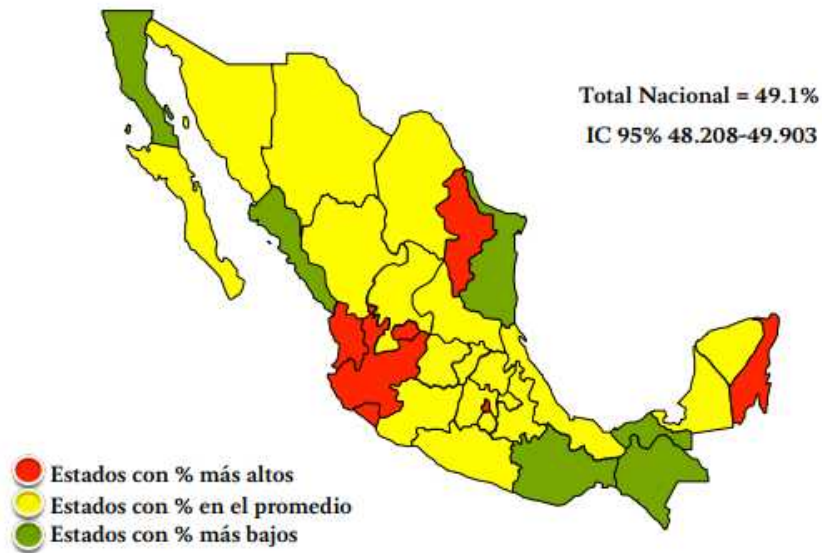 Total Nacional = 49.1%
IC 95% 48.208-49.903
Estados con % más altos
Estados con % en el promedio
Estados con % más bajos